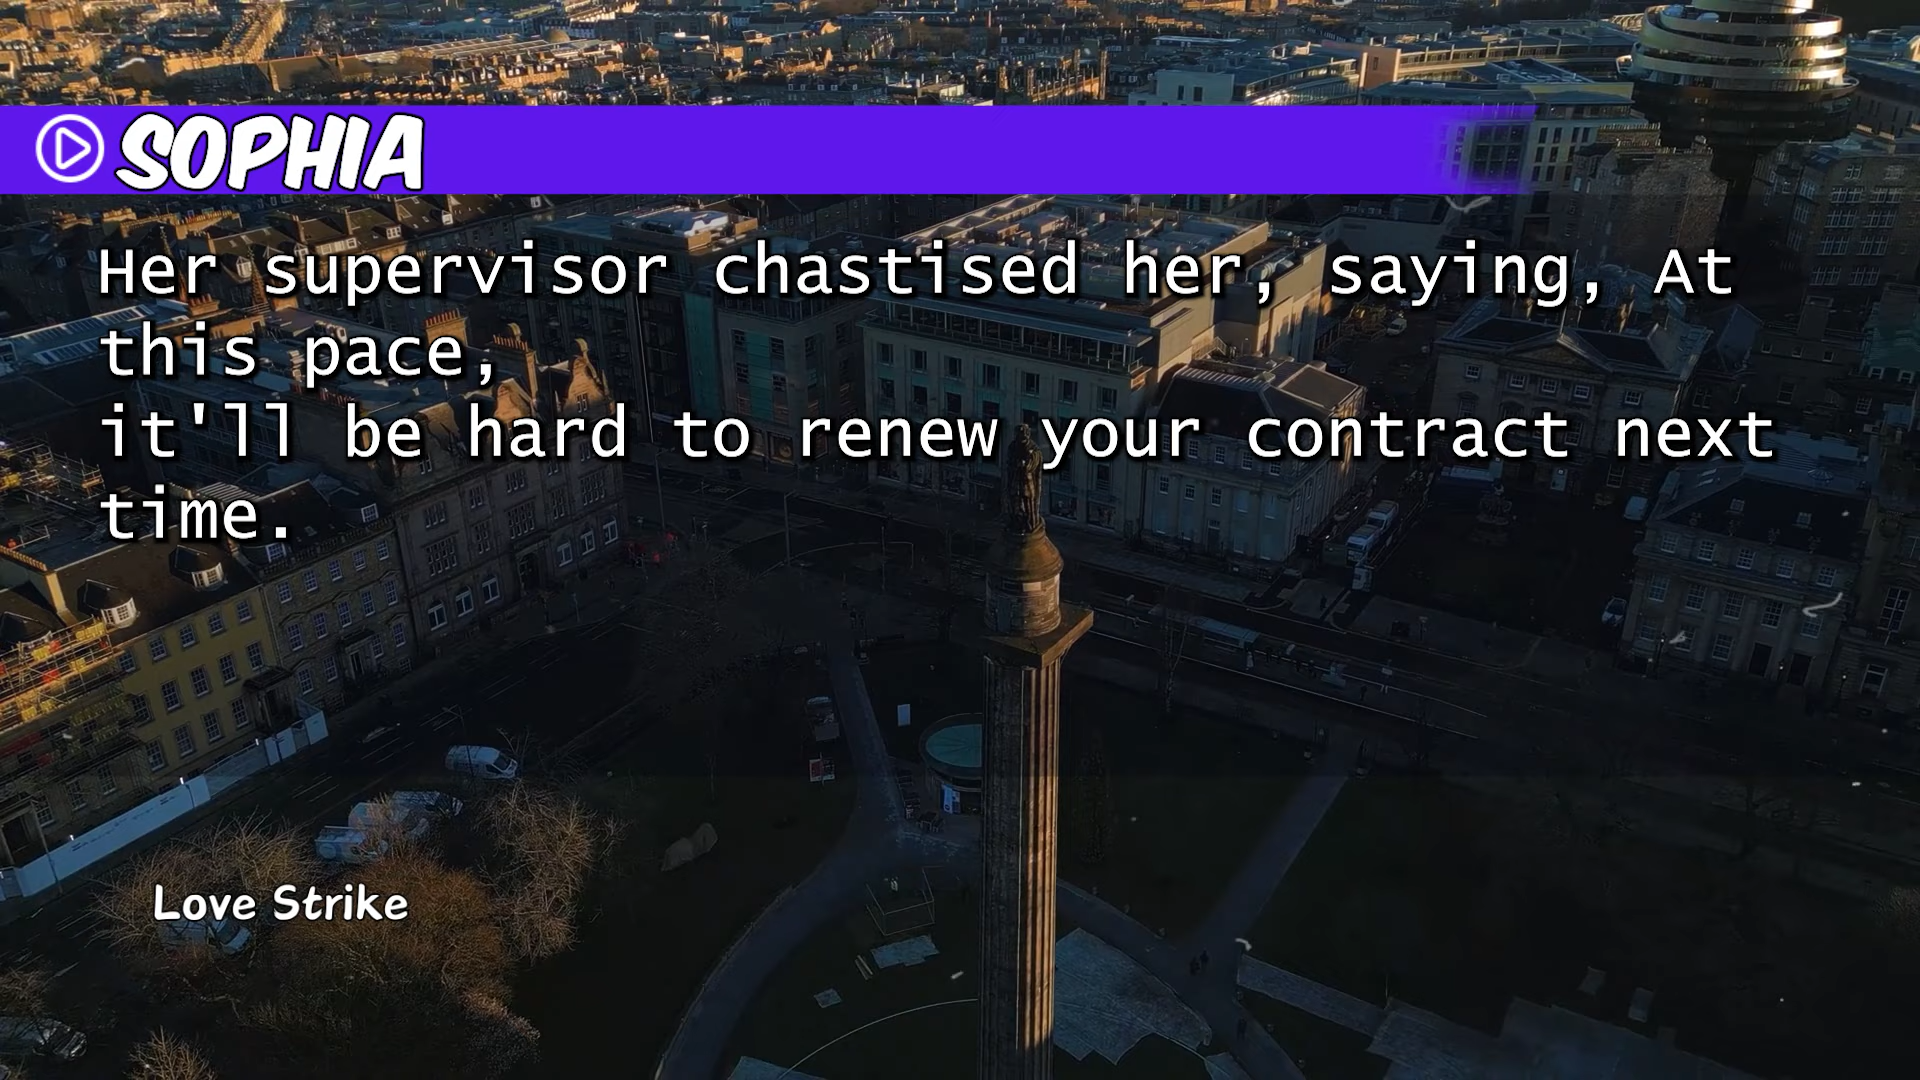 SOPHIA
Her supervisor chastised her, saying, At
this pace,
it'll be hard to renew your contract next
time.
Love Strike